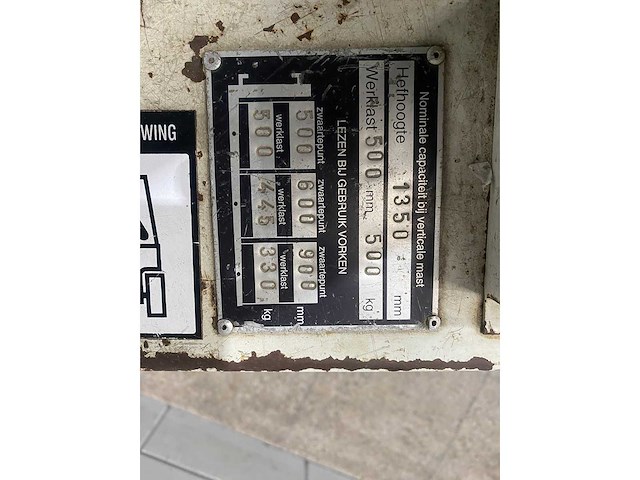 Nominale capaciteit bij verticale mast
Hefhoogte 1350 mm
Werklast 500 mm 500 kg
LEZEN BIJ GEBRUIK VORKEN
zwaartepunt zwaartepunt zwaartepunt
500 600 900 mm
werklast werklast werklast
500 445 330 kg
WING